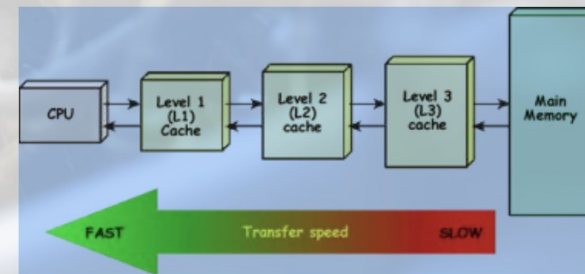 CPU
Level 1
(L1)
Cache
Level 2
(L2)
cache
Level 3
(L3)
cache
Main
Memory
FAST
Transfer speed
SLOW